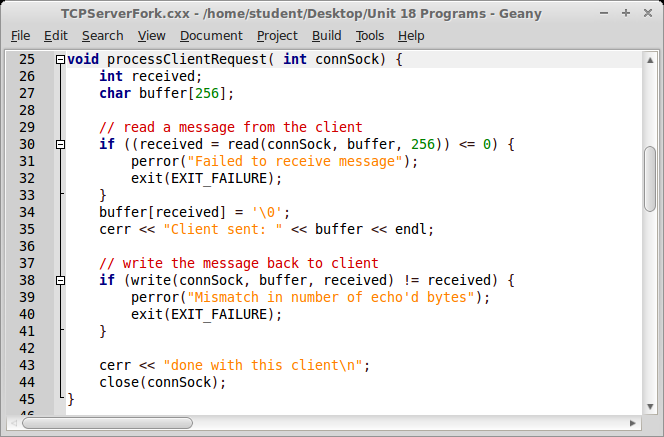 TCPServerFork.cxx - /home/student/Desktop/Unit 18 Programs - Geany
File Edit Search View Document Project Build Tools Help
25 void processClientRequest( int connSock) {
26     int received;
27     char buffer[256];
28
29     // read a message from the client
30     if ((received = read(connSock, buffer, 256)) <= 0) {
31         perror("Failed to receive message");
32         exit(EXIT_FAILURE);
33     }
34     buffer[received] = '\0';
35     cerr << "Client sent: " << buffer << endl;
36
37     // write the message back to client
38     if (write(connSock, buffer, received) != received) {
39         perror("Mismatch in number of echo'd bytes");
40         exit(EXIT_FAILURE);
41     }
42
43     cerr << "done with this client\n";
44     close(connSock);
45 }